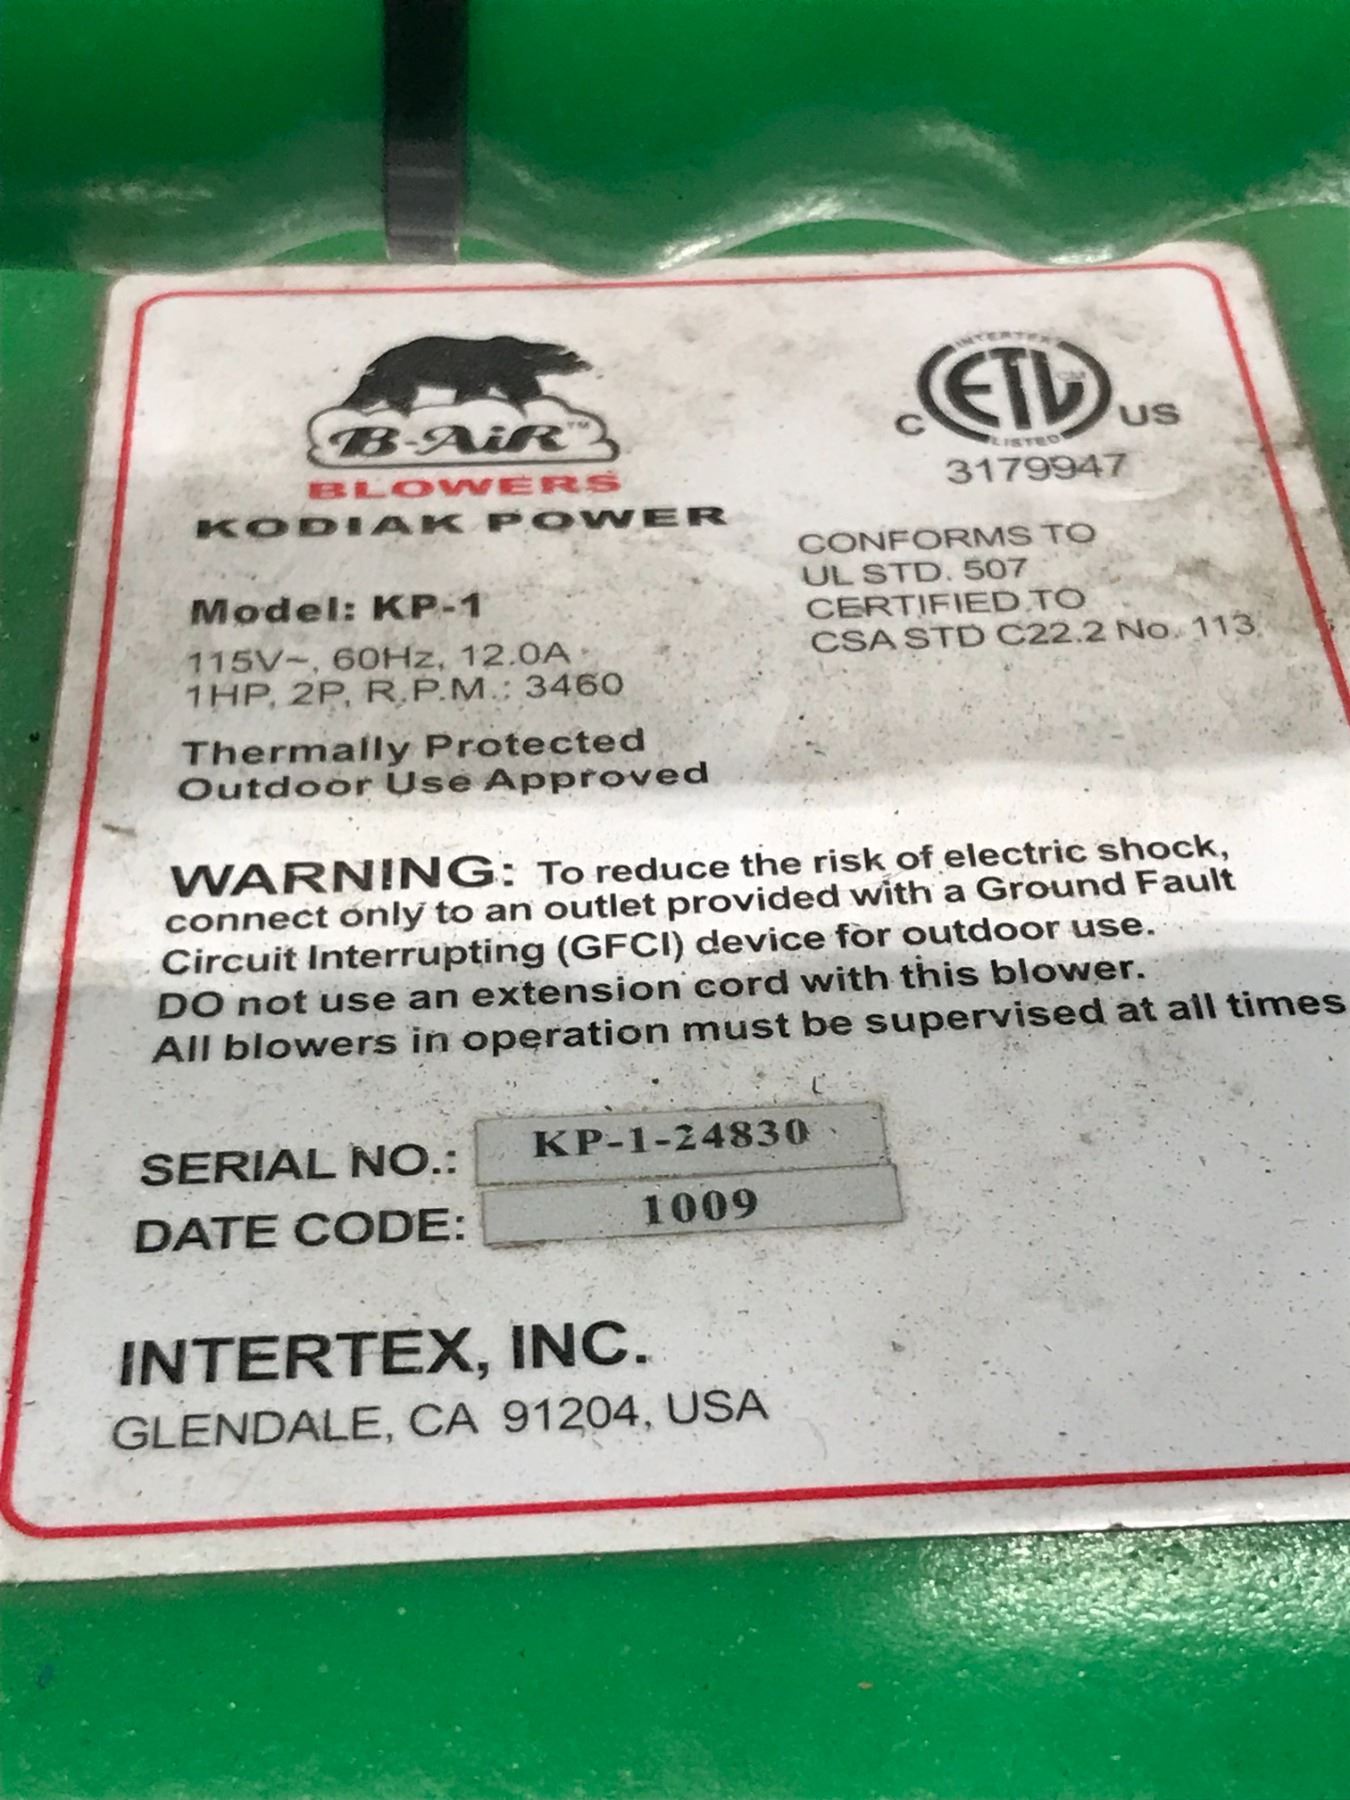 B-AiR™
BLOWERS
KODIAK POWER
Model: KP-1
115V~, 60Hz, 12.0A
1HP, 2P, R.P.M.: 3460
Thermally Protected
Outdoor Use Approved
INTERTEK
C ETL US
LISTED
3179947
CONFORMS TO
UL STD. 507
CERTIFIED TO
CSA STD C22.2 No. 113
WARNING: To reduce the risk of electric shock,
connect only to an outlet provided with a Ground Fault
Circuit Interrupting (GFCI) device for outdoor use.
DO not use an extension cord with this blower.
All blowers in operation must be supervised at all times
SERIAL NO.: KP-1-24830
DATE CODE: 1009
INTERTEX, INC.
GLENDALE, CA 91204, USA